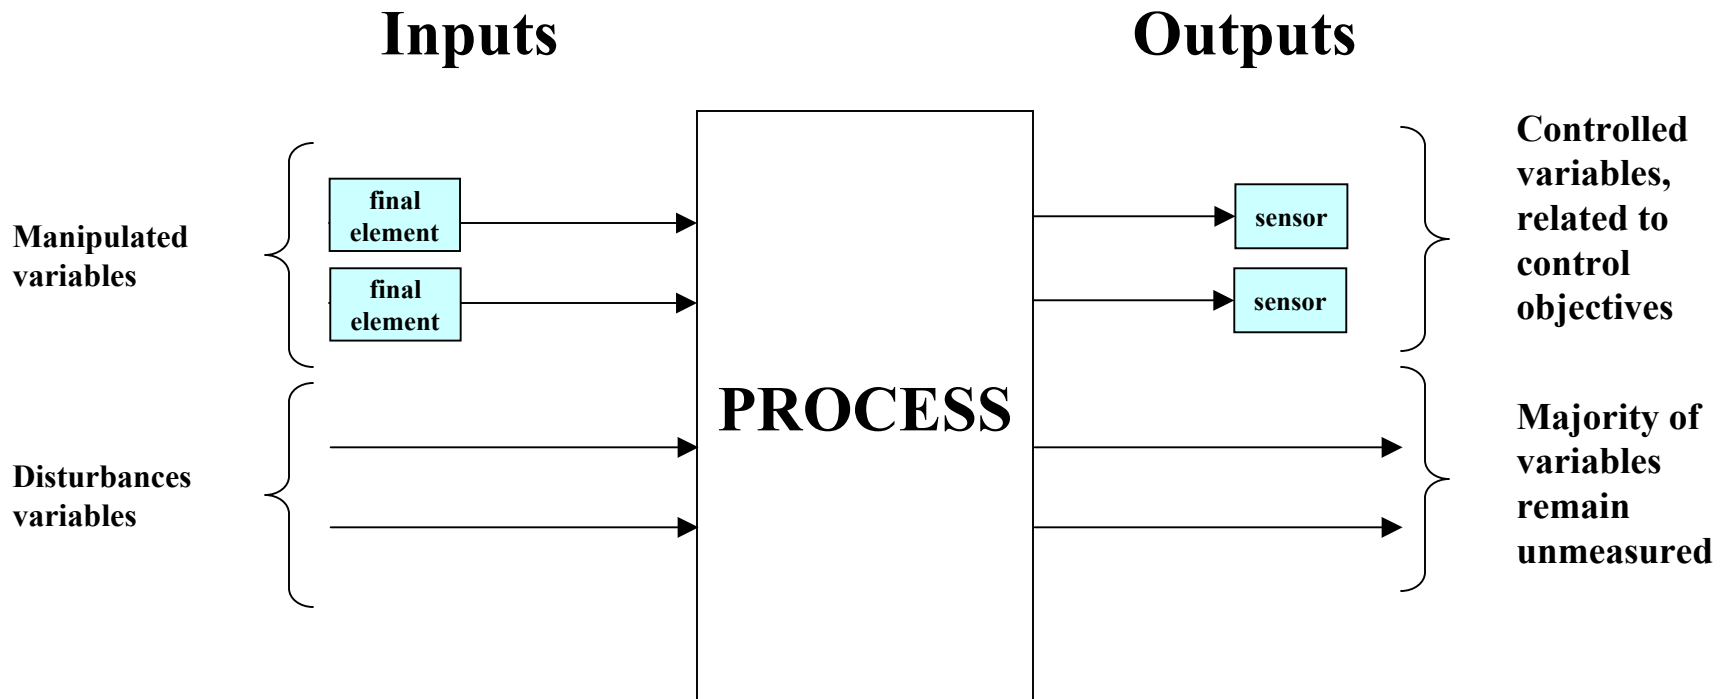 Inputs
Outputs
Manipulated
variables
final
element
final
element
Disturbances
variables
PROCESS
sensor
sensor
Controlled
variables,
related to
control
objectives
Majority of
variables
remain
unmeasured